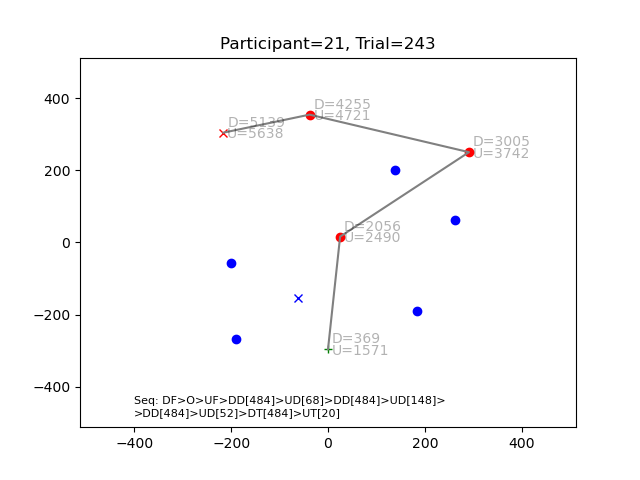 Participant=21, Trial=243
D=4255
U=4721
D=5139
U=5638
D=3005
U=3742
D=2056
U=2490
D=369
U=1571
Seq: DF>O>UF>DD[484]>UD[68]>DD[484]>UD[148]>
>DD[484]>UD[52]>DT[484]>UT[20]
400
200
0
−200
−400
−400
−200
0
200
400